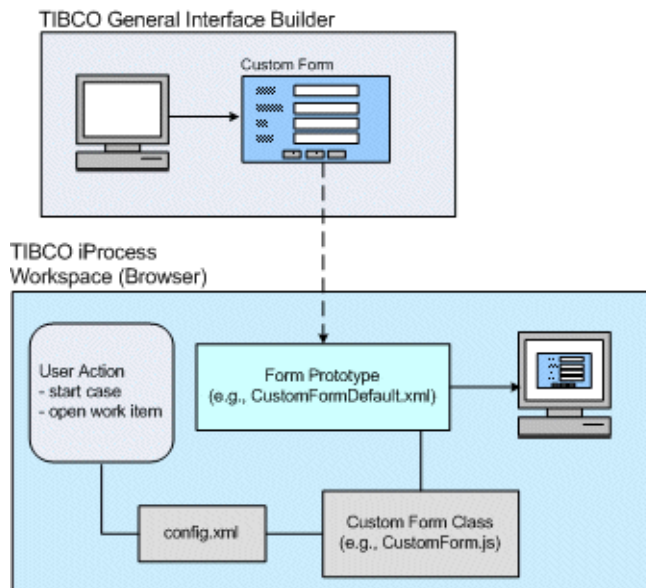 TIBCO General Interface Builder
Custom Form
TIBCO iProcess
Workspace (Browser)
User Action
- start case
- open work item
Form Prototype
(e.g., CustomFormDefault.xml)
config.xml
Custom Form Class
(e.g., CustomForm.js)